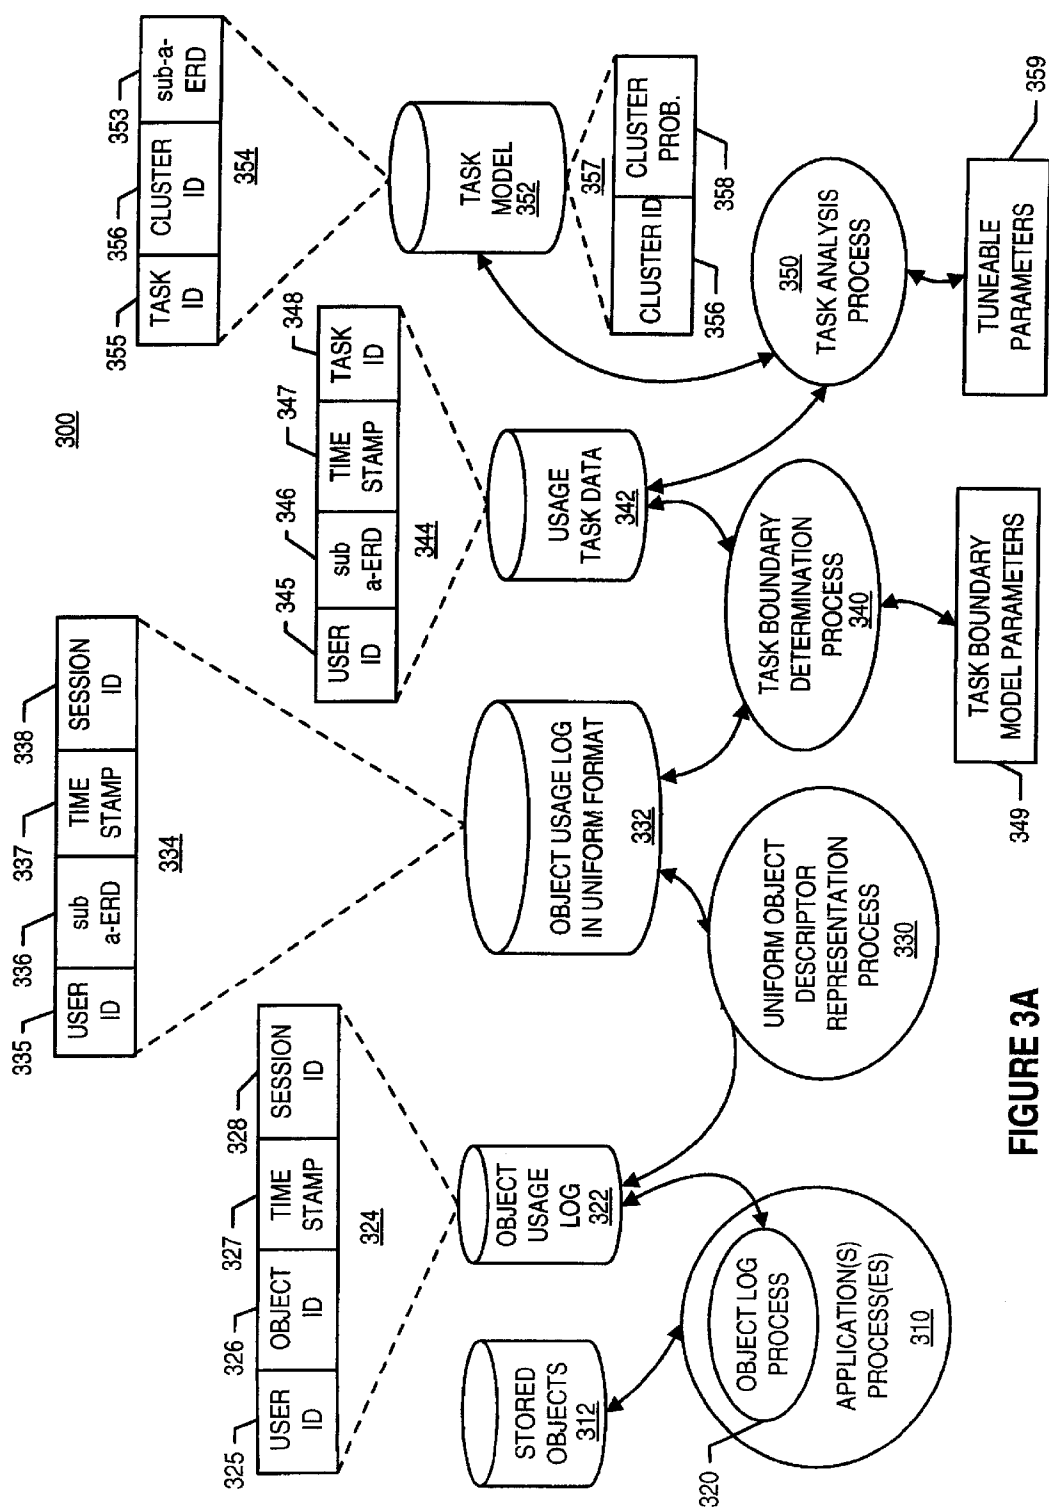 300
325
326
327
328
USER
ID
OBJECT
ID
TIME
STAMP
SESSION
ID
324
335
336
337
338
USER
ID
sub
a-ERD
TIME
STAMP
SESSION
ID
334
345
346
347
348
USER
ID
sub
a-ERD
TIME
STAMP
TASK
ID
344
355
356
353
TASK
ID
CLUSTER
ID
sub-a-
ERD
354
STORED
OBJECTS
312
OBJECT
USAGE
LOG
322
OBJECT USAGE LOG
IN UNIFORM FORMAT
332
USAGE
TASK DATA
342
TASK
MODEL
352
357
CLUSTER ID
CLUSTER
PROB.
356
358
320
OBJECT LOG
PROCESS
APPLICATION(S)
PROCESS(ES)
310
UNIFORM OBJECT
DESCRIPTOR
REPRESENTATION
PROCESS
330
TASK BOUNDARY
DETERMINATION
PROCESS
340
350
TASK ANALYSIS
PROCESS
349
TASK BOUNDARY
MODEL PARAMETERS
TUNEABLE
PARAMETERS
359
FIGURE 3A